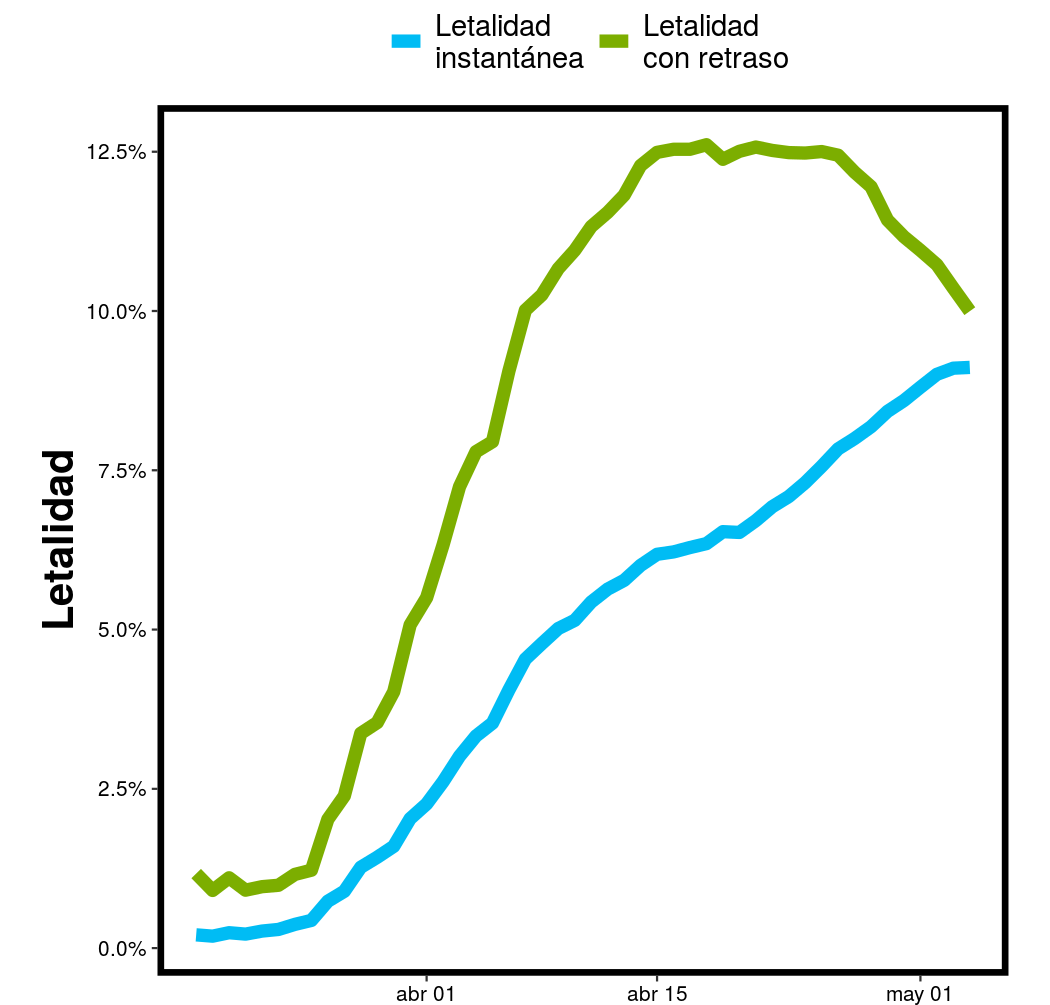 Letalidad
instantánea
Letalidad
con retraso
12.5%
10.0%
7.5%
5.0%
2.5%
0.0%
Letalidad
abr 01
abr 15
may 01